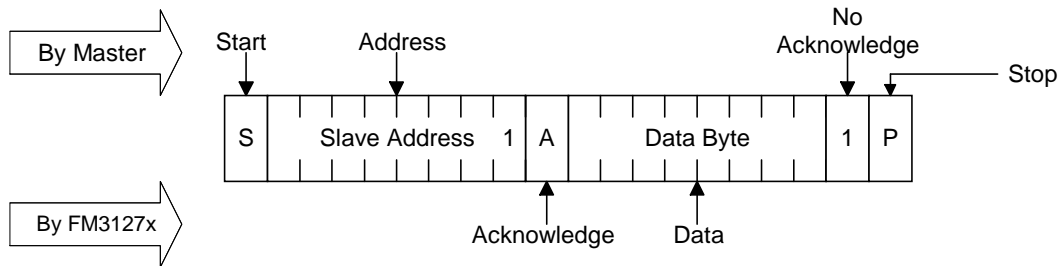 By Master
Start
Address
No
Acknowledge
Stop
S
Slave Address 1
A
Data Byte
1
P
By FM3127x
Acknowledge
Data